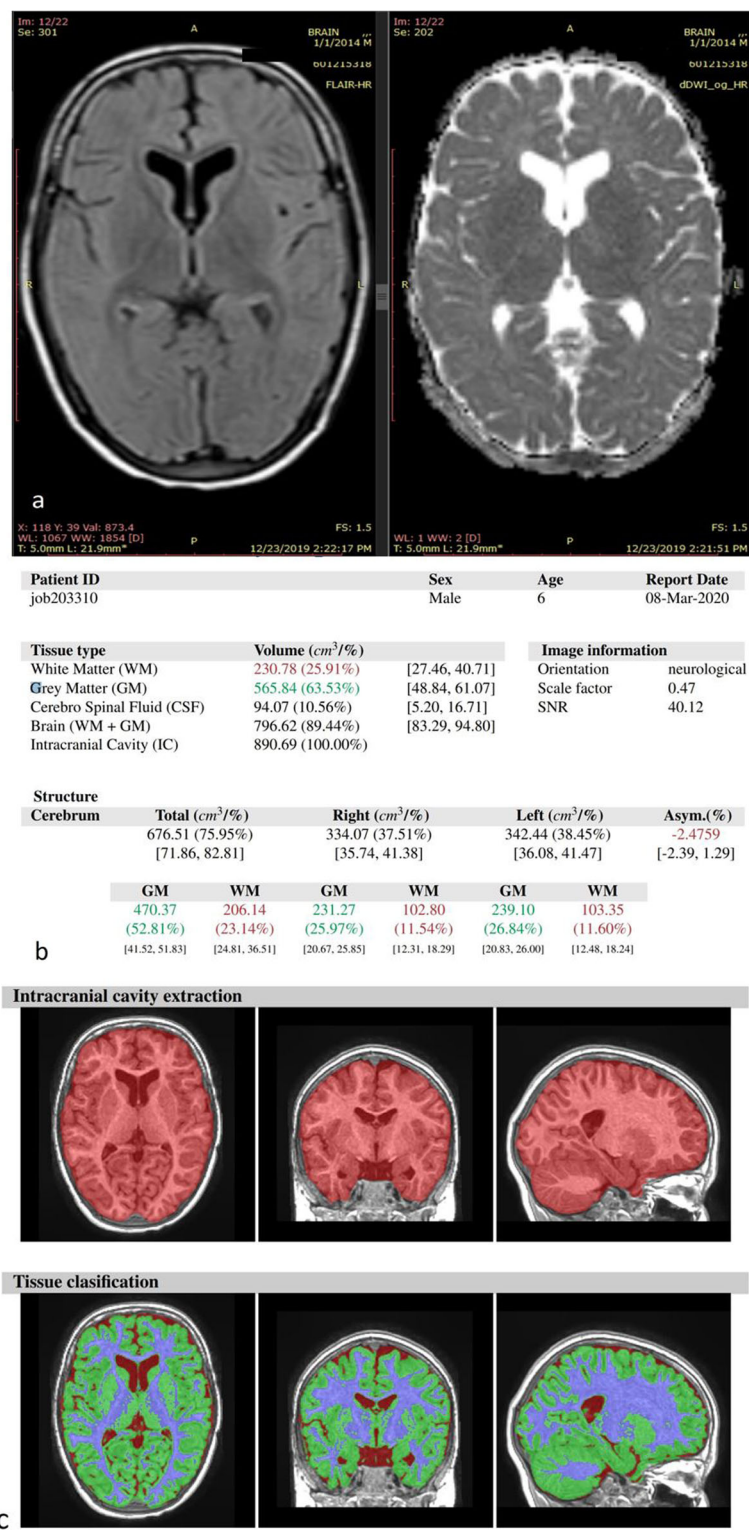 Im: 12/22
Se: 301
A
BRAIN
1/1/2014 M
601215318
FLAIR-HR
R
L
a
X: 118 Y: 39 Val: 873.4
WL: 1067 WW: 1854 [D]
T: 5.0mm L: 21.9mm*
P
FS: 1.5
12/23/2019 2:22:17 PM
Im: 12/22
Se: 202
A
BRAIN
1/1/2014 M
601215318
dDWI_og_HR
R
L
WL: 1 WW: 2 [D]
T: 5.0mm L: 21.9mm*
P
FS: 1.5
12/23/2019 2:21:51 PM
Patient ID Sex Age Report Date
job203310 Male 6 08-Mar-2020
Tissue type Volume (cm³/%)
White Matter (WM) 230.78 (25.91%) [27.46, 40.71]
Grey Matter (GM) 565.84 (63.53%) [48.84, 61.07]
Cerebro Spinal Fluid (CSF) 94.07 (10.56%) [5.20, 16.71]
Brain (WM + GM) 796.62 (89.44%) [83.29, 94.80]
Intracranial Cavity (IC) 890.69 (100.00%)
Image information
Orientation neurological
Scale factor 0.47
SNR 40.12
Structure
Cerebrum Total (cm³/%) Right (cm³/%) Left (cm³/%) Asym.(%)
676.51 (75.95%) 334.07 (37.51%) 342.44 (38.45%) -2.4759
[71.86, 82.81] [35.74, 41.38] [36.08, 41.47] [-2.39, 1.29]
GM WM GM WM GM WM
470.37 206.14 231.27 102.80 239.10 103.35
(52.81%) (23.14%) (25.97%) (11.54%) (26.84%) (11.60%)
[41.52, 51.83] [24.81, 36.51] [20.67, 25.85] [12.31, 18.29] [20.83, 26.00] [12.48, 18.24]
b
Intracranial cavity extraction
Tissue clasification
c